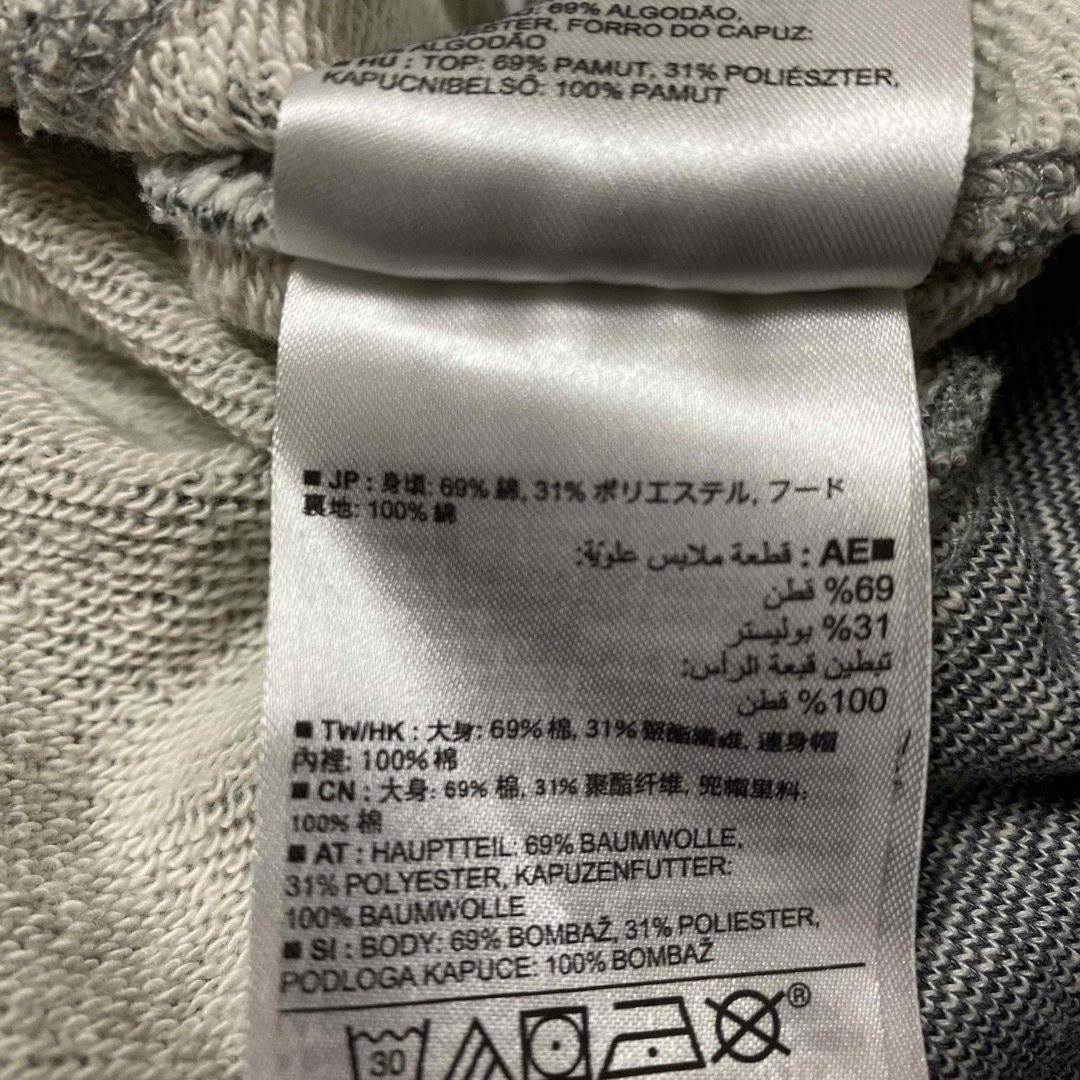 69% ALGODÃO,
FORRO DO CAPUZ:
ALGODÃO
■ HU : TOP: 69% PAMUT, 31% POLIÉSZTER,
KAPUCNIBELSŐ: 100% PAMUT
■ JP : 身頃: 69% 綿, 31% ポリエステル, フード
裏地: 100% 綿
■AE : قطعة ملابس علويّة:
%69 قطن
%31 بوليستر
تبطين قبعة الرأس:
%100 قطن
■ TW/HK : 大身: 69% 棉, 31% 聚酯纖維, 連身帽
內裡: 100% 棉
■ CN : 大身: 69% 棉, 31% 聚酯纤维, 兜帽里料:
100% 棉
■ AT : HAUPTTEIL: 69% BAUMWOLLE,
31% POLYESTER, KAPUZENFUTTER:
100% BAUMWOLLE
■ SI : BODY: 69% BOMBAŽ, 31% POLIESTER,
PODLOGA KAPUCE: 100% BOMBAŽ
30 ®